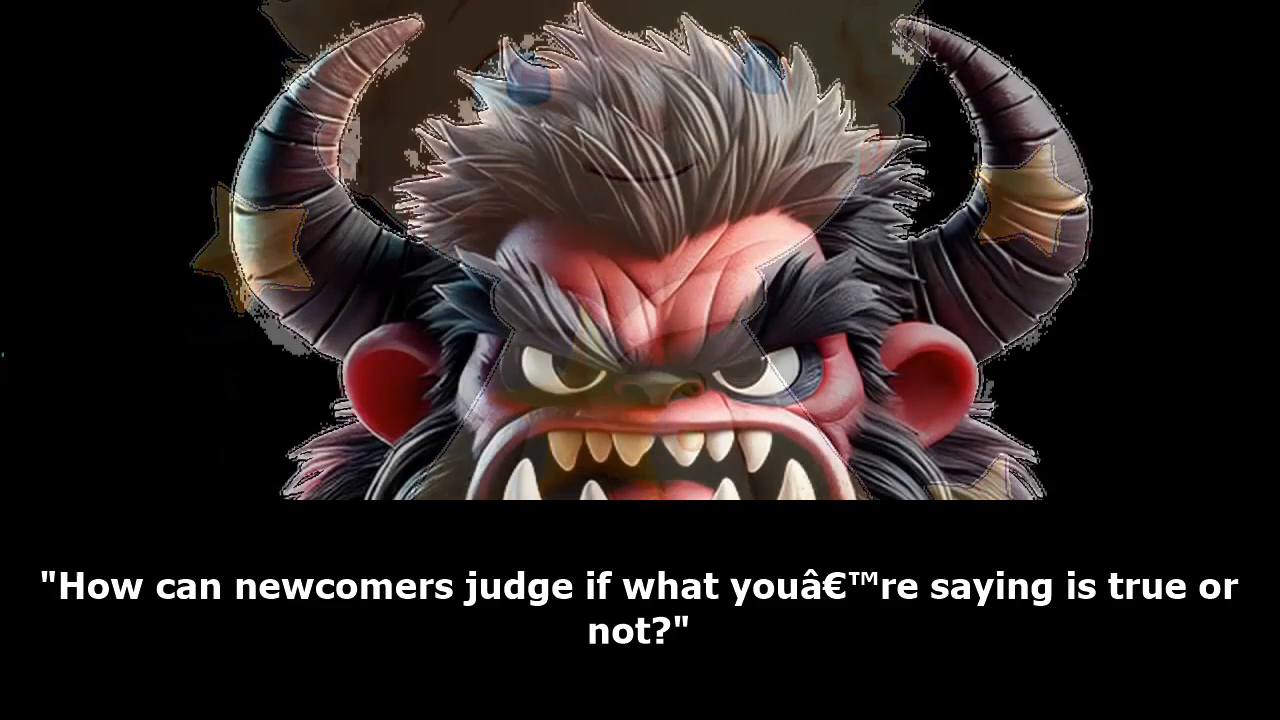 "How can newcomers judge if what youâ€™re saying is true or
not?"